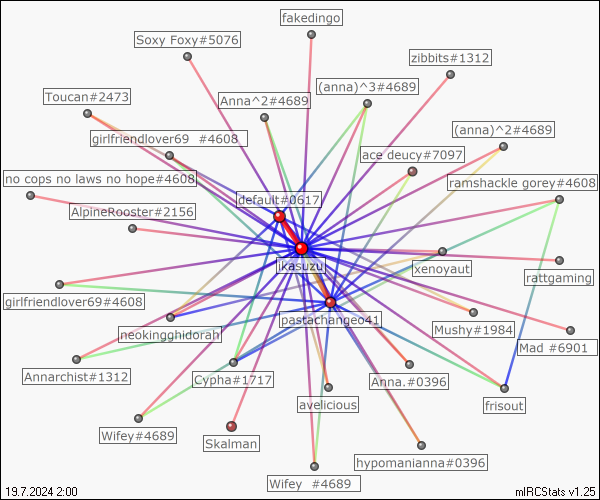 fakedingo
Soxy Foxy#5076
zibbits#1312
Toucan#2473
Anna^2#4689
(anna)^3#4689
girlfriendlover69 #4608
(anna)^2#4689
ace deucy#7097
no cops no laws no hope#4608
ramshackle gorey#4608
default#0617
AlpineRooster#2156
ikasuzu
xenoyaut
rattgaming
girlfriendlover69#4608
pastachangeo41
neokingghidorah
Mushy#1984
Mad #6901
Annarchist#1312
Cypha#1717
Anna.#0396
avelicious
frisout
Wifey#4689
Skalman
hypomanianna#0396
Wifey #4689
19.7.2024 2:00
mIRCStats v1.25